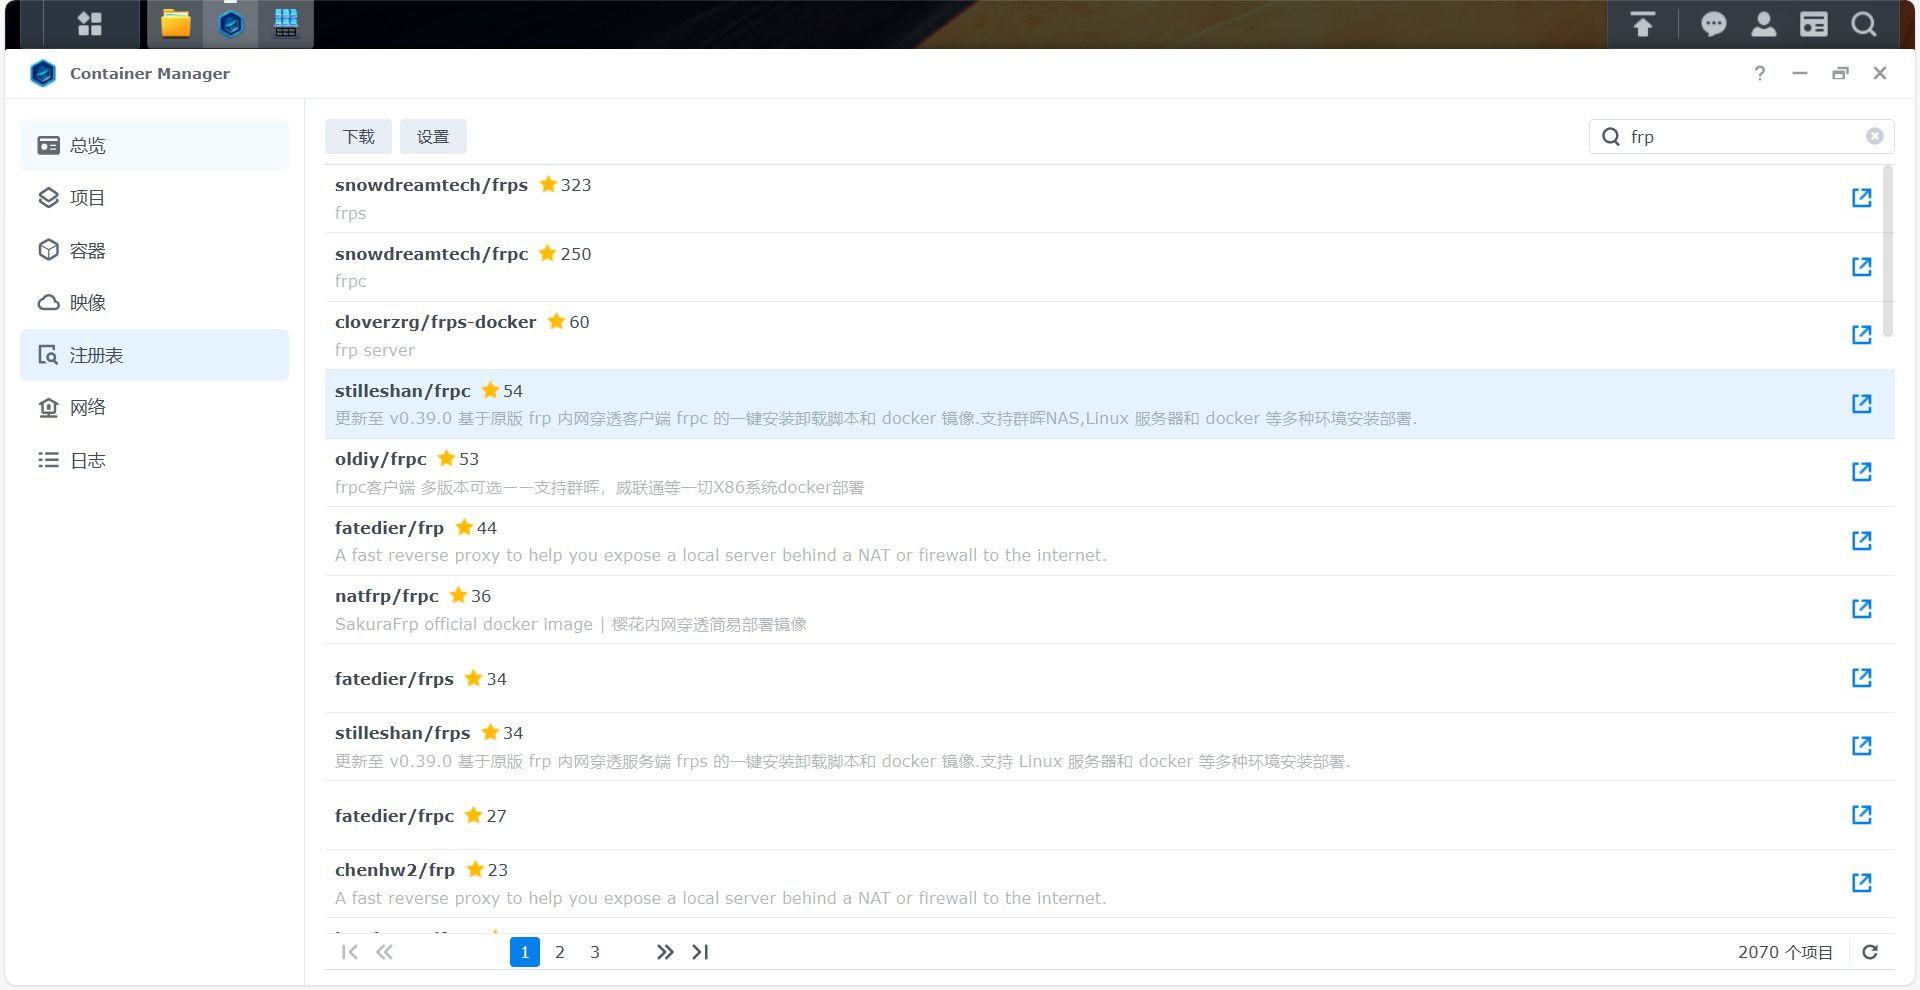 Container Manager
?
总览
项目
容器
映像
注册表
网络
日志
下载
设置
frp
snowdreamtech/frps 323
frps
snowdreamtech/frpc 250
frpc
cloverzrg/frps-docker 60
frp server
stilleshan/frpc 54
更新至 v0.39.0 基于原版 frp 内网穿透客户端 frpc 的一键安装卸载脚本和 docker 镜像.支持群晖NAS,Linux 服务器和 docker 等多种环境安装部署.
oldiy/frpc 53
frpc客户端 多版本可选——支持群晖，威联通等一切X86系统docker部署
fatedier/frp 44
A fast reverse proxy to help you expose a local server behind a NAT or firewall to the internet.
natfrp/frpc 36
SakuraFrp official docker image | 樱花内网穿透简易部署镜像
fatedier/frps 34
stilleshan/frps 34
更新至 v0.39.0 基于原版 frp 内网穿透服务端 frps 的一键安装卸载脚本和 docker 镜像.支持 Linux 服务器和 docker 等多种环境安装部署.
fatedier/frpc 27
chenhw2/frp 23
A fast reverse proxy to help you expose a local server behind a NAT or firewall to the internet.
1 2 3
2070 个项目